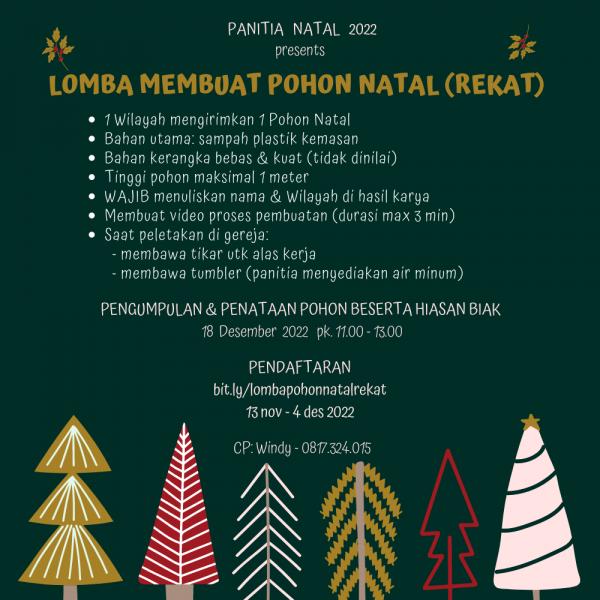 PANITIA NATAL 2022
presents
LOMBA MEMBUAT POHON NATAL (REKAT)
• 1 Wilayah mengirimkan 1 Pohon Natal
• Bahan utama: sampah plastik kemasan
• Bahan kerangka bebas & kuat (tidak dinilai)
• Tinggi pohon maksimal 1 meter
• WAJIB menuliskan nama & Wilayah di hasil karya
• Membuat video proses pembuatan (durasi max 3 min)
• Saat peletakan di gereja:
- membawa tikar utk alas kerja
- membawa tumbler (panitia menyediakan air minum)
PENGUMPULAN & PENATAAN POHON BESERTA HIASAN BIAK
18 Desember 2022 pk. 11.00 - 13.00
PENDAFTARAN
bit.ly/lombapohonnatalrekat
13 nov - 4 des 2022
CP: Windy - 0817.324.015